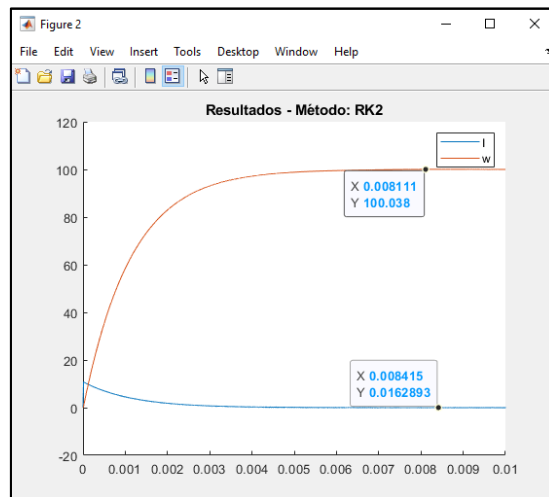 Figure 2
File Edit View Insert Tools Desktop Window Help
Resultados - Método: RK2
120
100
80
60
40
20
0
-20
0 0.001 0.002 0.003 0.004 0.005 0.006 0.007 0.008 0.009 0.01
I
w
X 0.008111
Y 100.038
X 0.008415
Y 0.0162893